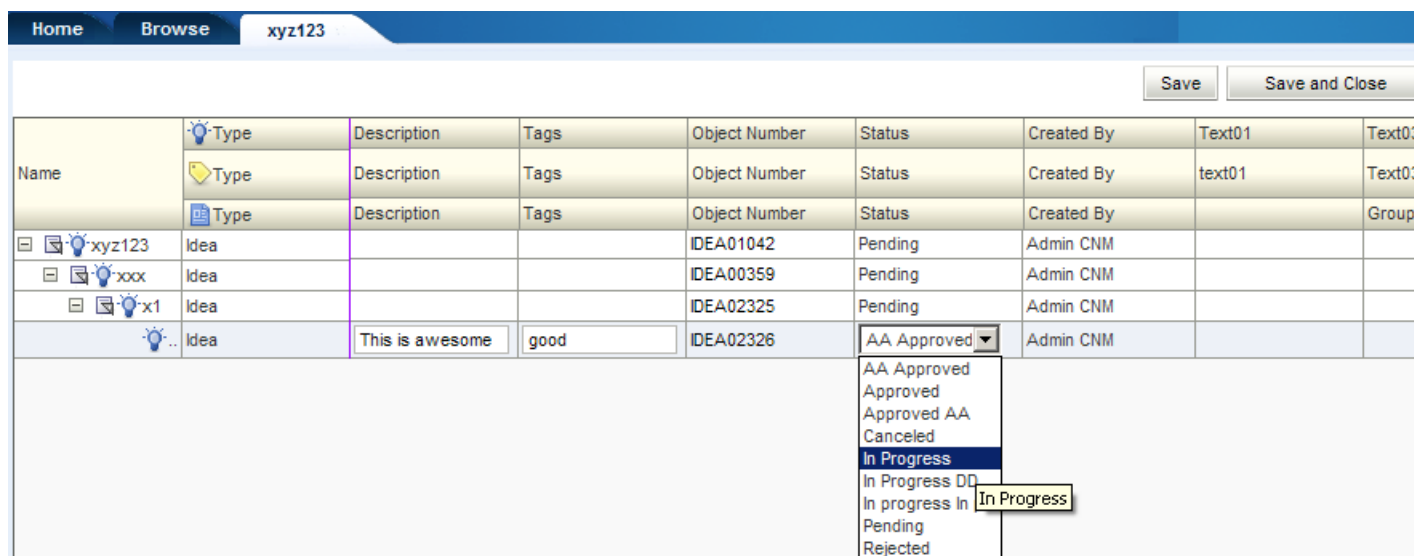 Home Browse xyz123
Save Save and Close
Name
Type Description Tags Object Number Status Created By Text01 Text03
Type Description Tags Object Number Status Created By text01 Text03
Type Description Tags Object Number Status Created By Group
xyz123 Idea IDEA01042 Pending Admin CNM
xxx Idea IDEA00359 Pending Admin CNM
x1 Idea IDEA02325 Pending Admin CNM
.. Idea This is awesome good IDEA02326 AA Approved Admin CNM
AA Approved
Approved
Approved AA
Canceled
In Progress
In Progress DD
In progress In
In Progress
Pending
Rejected